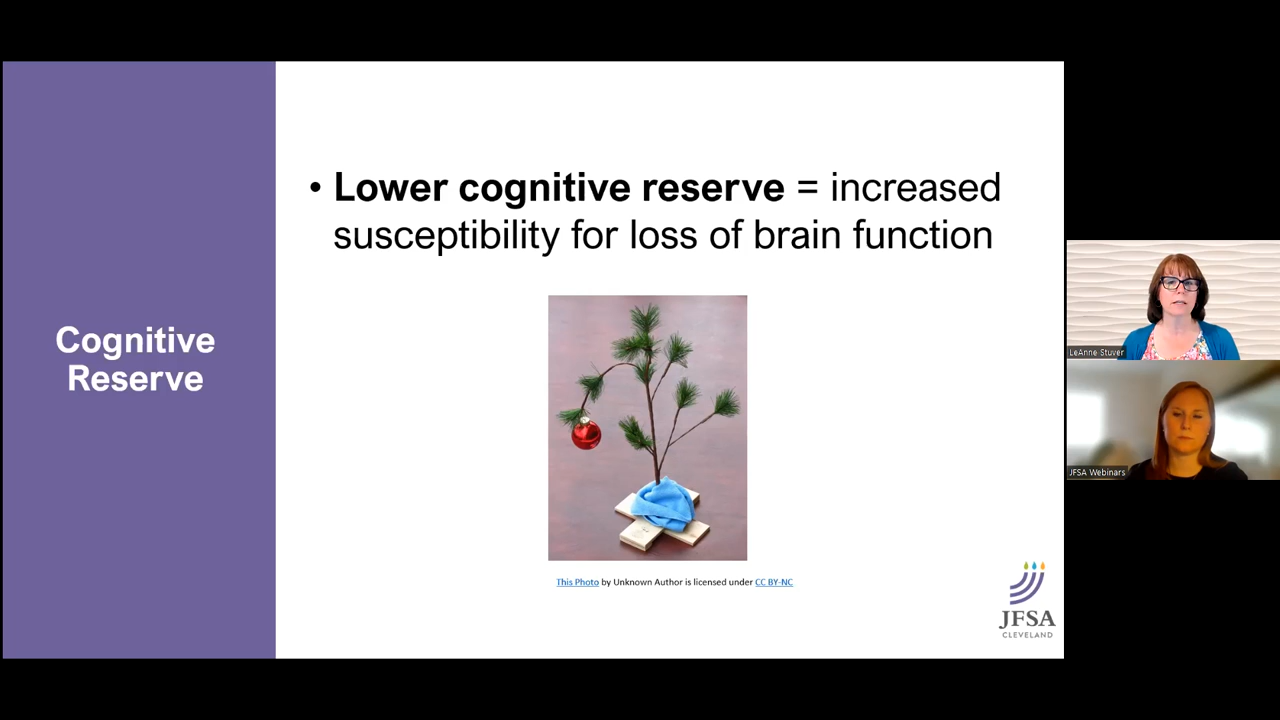 Cognitive
Reserve
• Lower cognitive reserve = increased
susceptibility for loss of brain function
This Photo by Unknown Author is licensed under CC BY-NC
JFSA
CLEVELAND
LeAnne Stuver
JFSA Webinars